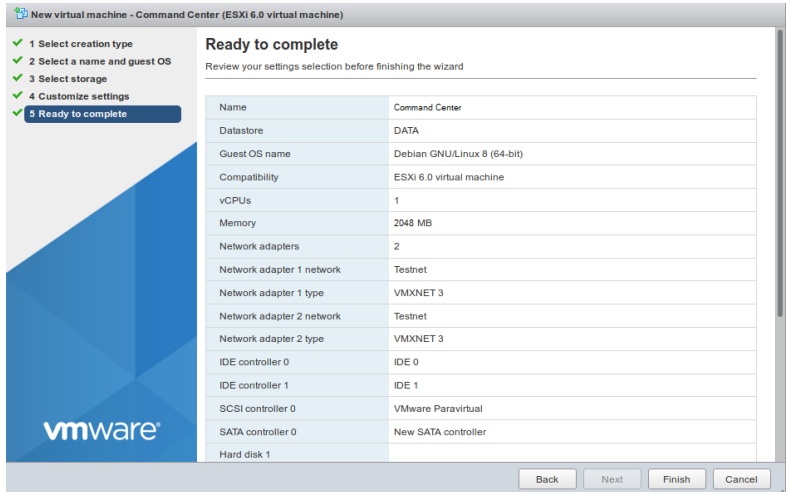 New virtual machine - Command Center (ESXi 6.0 virtual machine)
1 Select creation type
2 Select a name and guest OS
3 Select storage
4 Customize settings
5 Ready to complete
vmware®
Ready to complete
Review your settings selection before finishing the wizard
Name Command Center
Datastore DATA
Guest OS name Debian GNU/Linux 8 (64-bit)
Compatibility ESXi 6.0 virtual machine
vCPUs 1
Memory 2048 MB
Network adapters 2
Network adapter 1 network Testnet
Network adapter 1 type VMXNET 3
Network adapter 2 network Testnet
Network adapter 2 type VMXNET 3
IDE controller 0 IDE 0
IDE controller 1 IDE 1
SCSI controller 0 VMware Paravirtual
SATA controller 0 New SATA controller
Hard disk 1
Back Next Finish Cancel